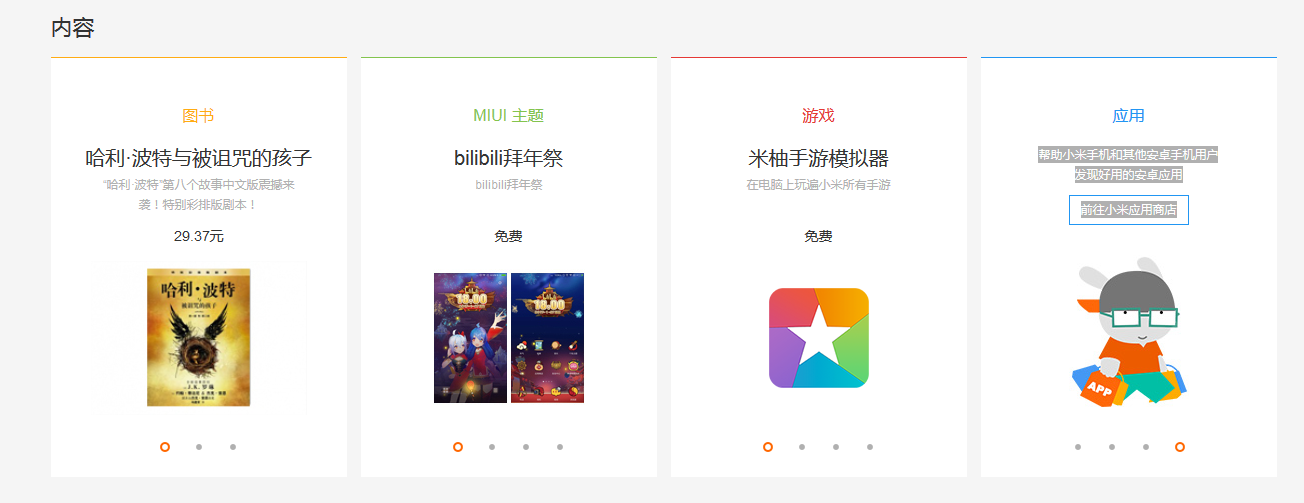 内容
图书
哈利·波特与被诅咒的孩子
“哈利·波特”第八个故事中文版震撼来
袭！特别彩排版剧本！
29.37元
哈利·波特
与
被诅咒的孩子
MIUI 主题
bilibili拜年祭
bilibili拜年祭
免费
18.00
18.00
游戏
米柚手游模拟器
在电脑上玩遍小米所有手游
免费
应用
帮助小米手机和其他安卓手机用户
发现好用的安卓应用
前往小米应用商店
APP